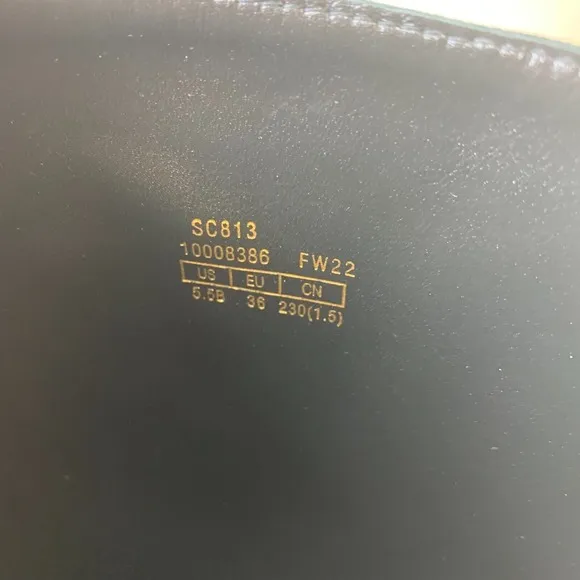 SC813
10008386 FW22
US EU CN
5.5B 36 230(1.5)